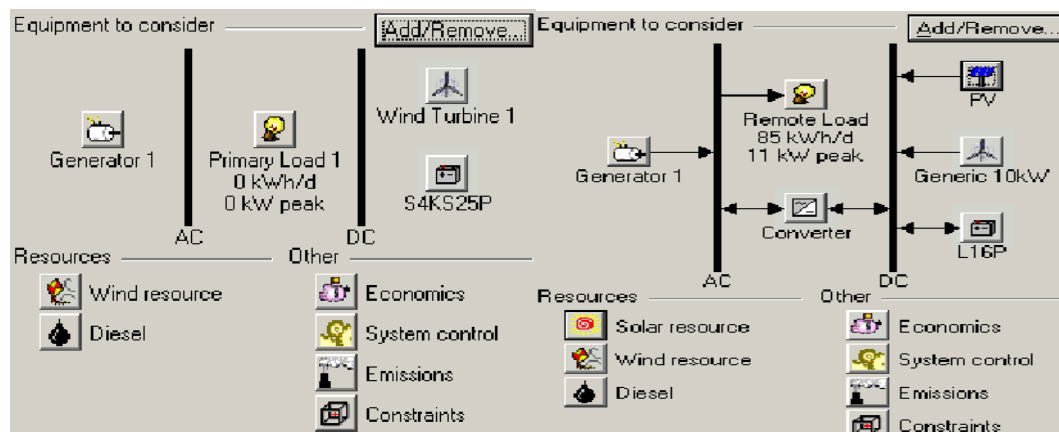 Equipment to consider
Add/Remove...
Wind Turbine 1
Generator 1
Primary Load 1
0 kWh/d
0 kW peak
S4KS25P
AC
DC
Resources
Other
Wind resource
Economics
Diesel
System control
Emissions
Constraints
Equipment to consider
Add/Remove...
PV
Remote Load
85 kWh/d
11 kW peak
Generator 1
Generic 10kW
Converter
L16P
AC
DC
Resources
Other
Solar resource
Economics
Wind resource
System control
Diesel
Emissions
Constraints